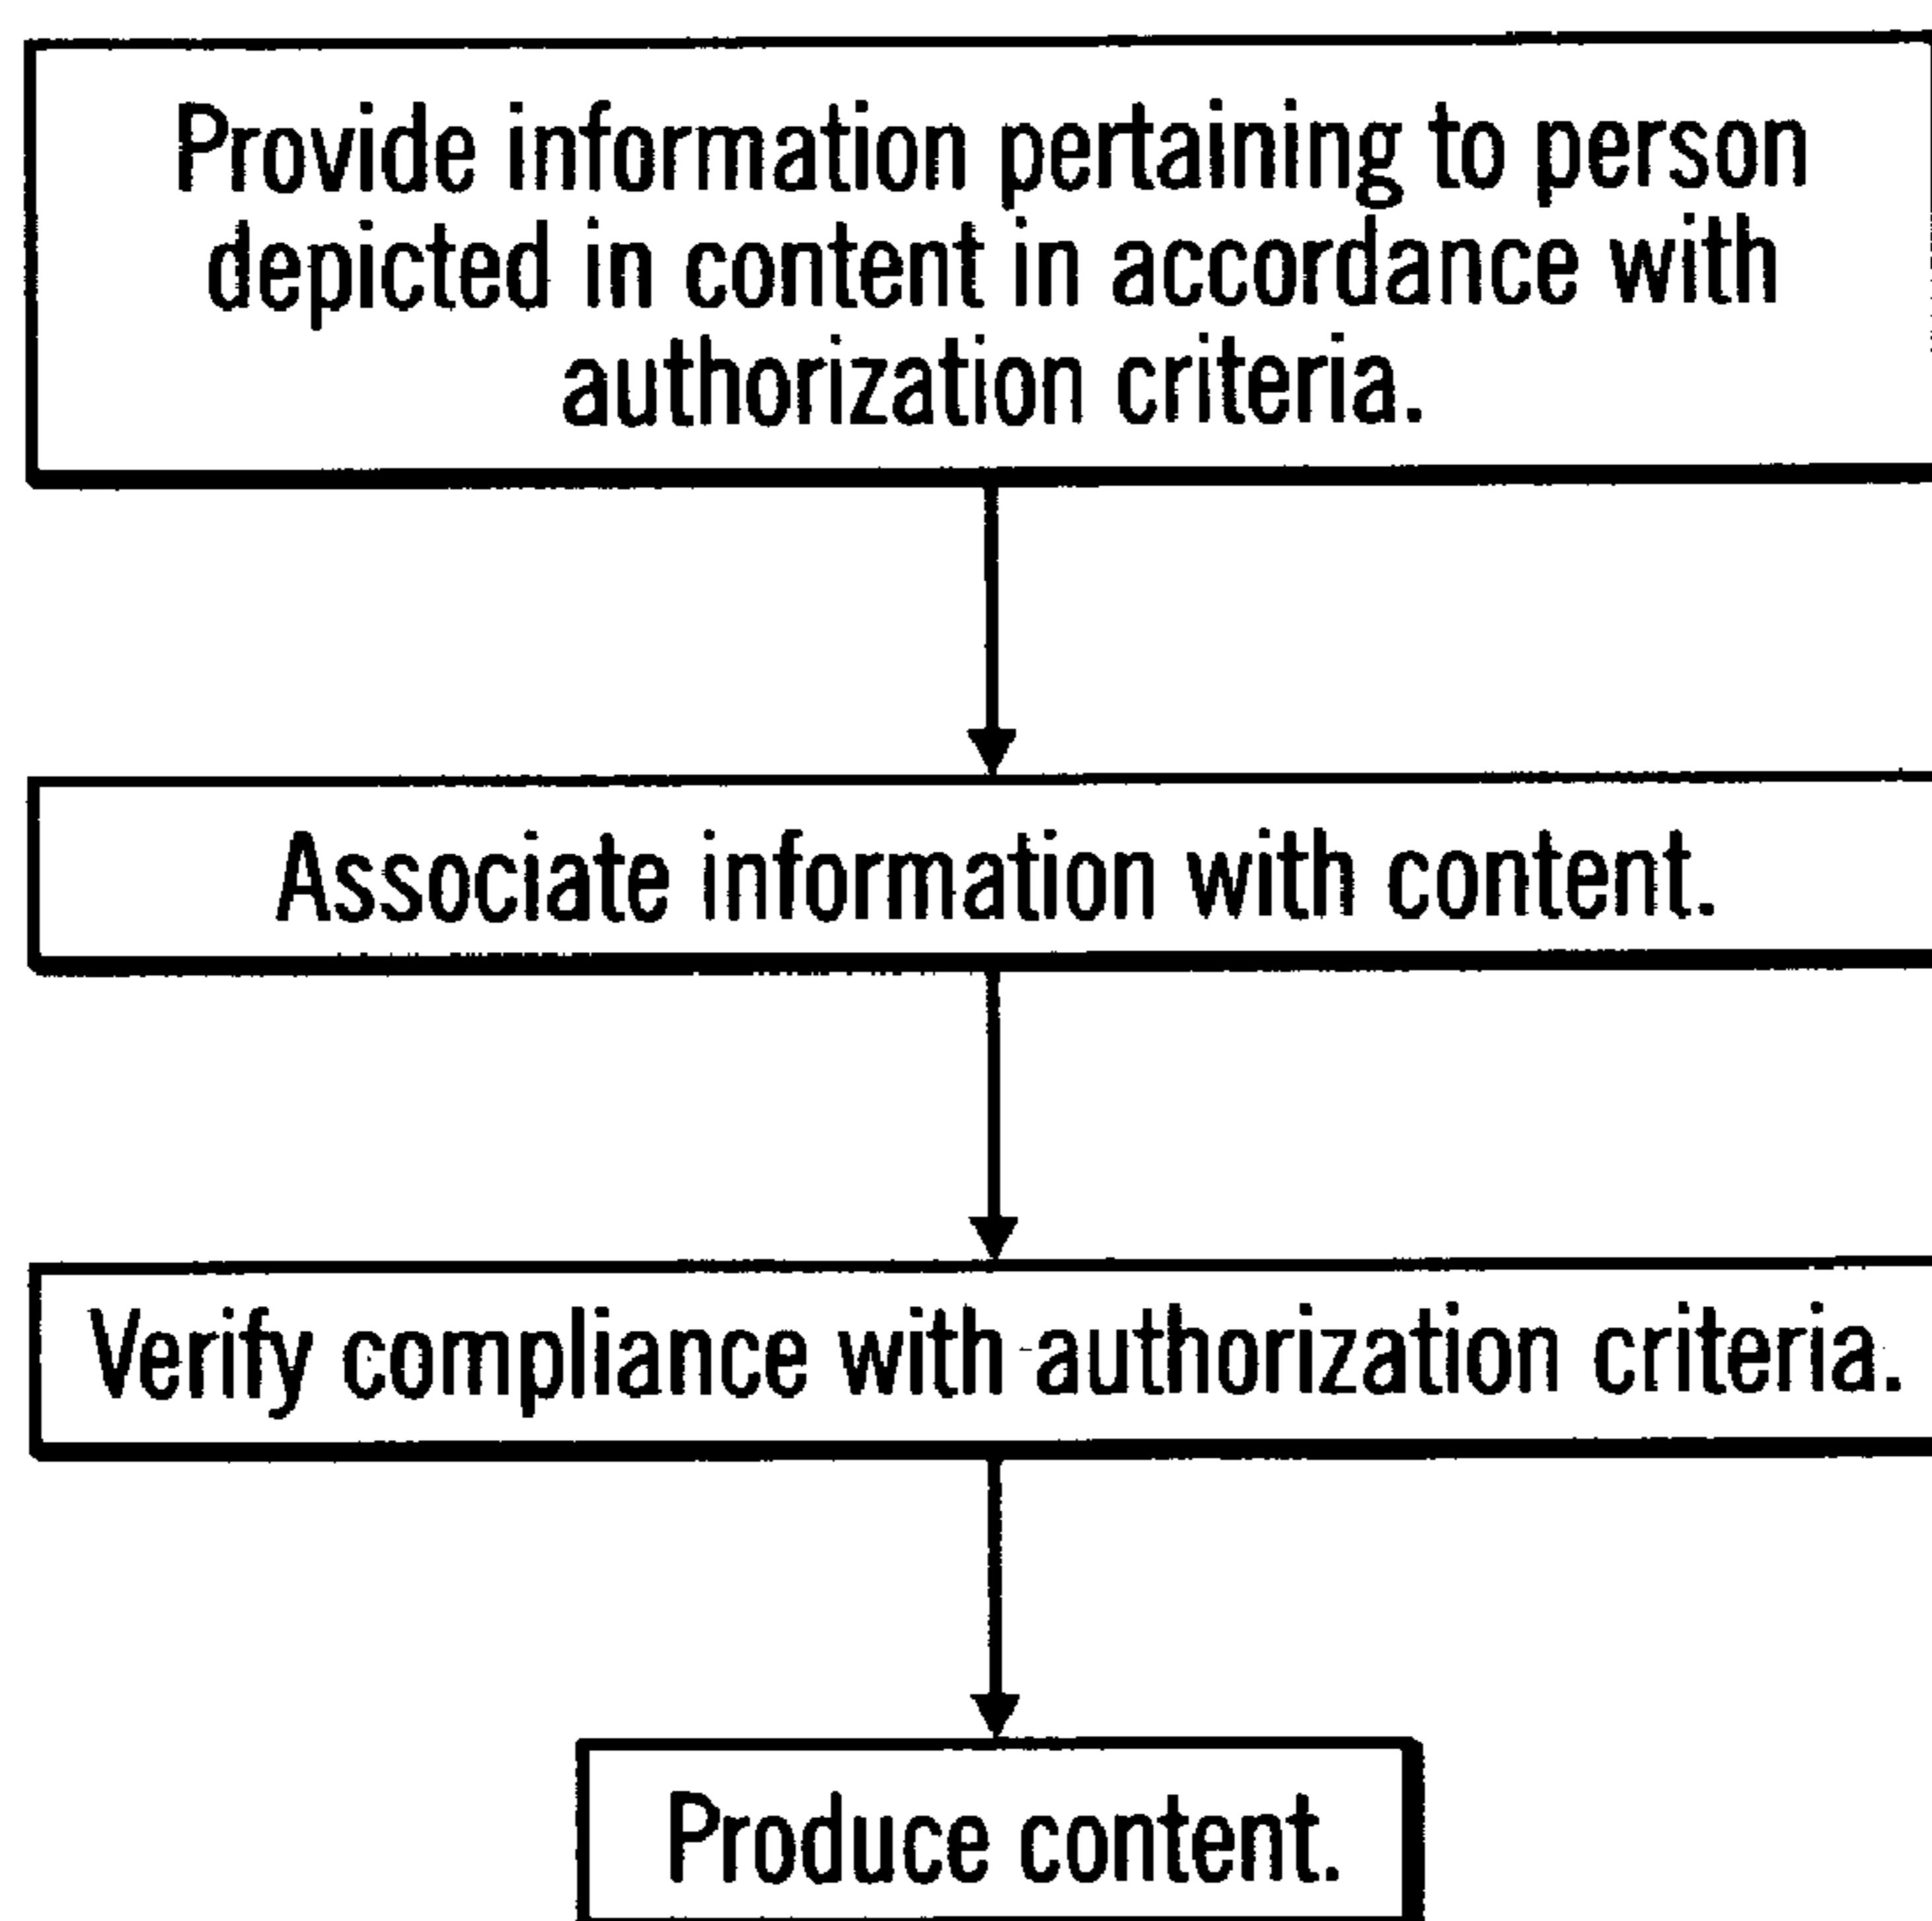 Provide information pertaining to person
depicted in content in accordance with
authorization criteria.
Associate information with content.
Verify compliance with authorization criteria.
Produce content.